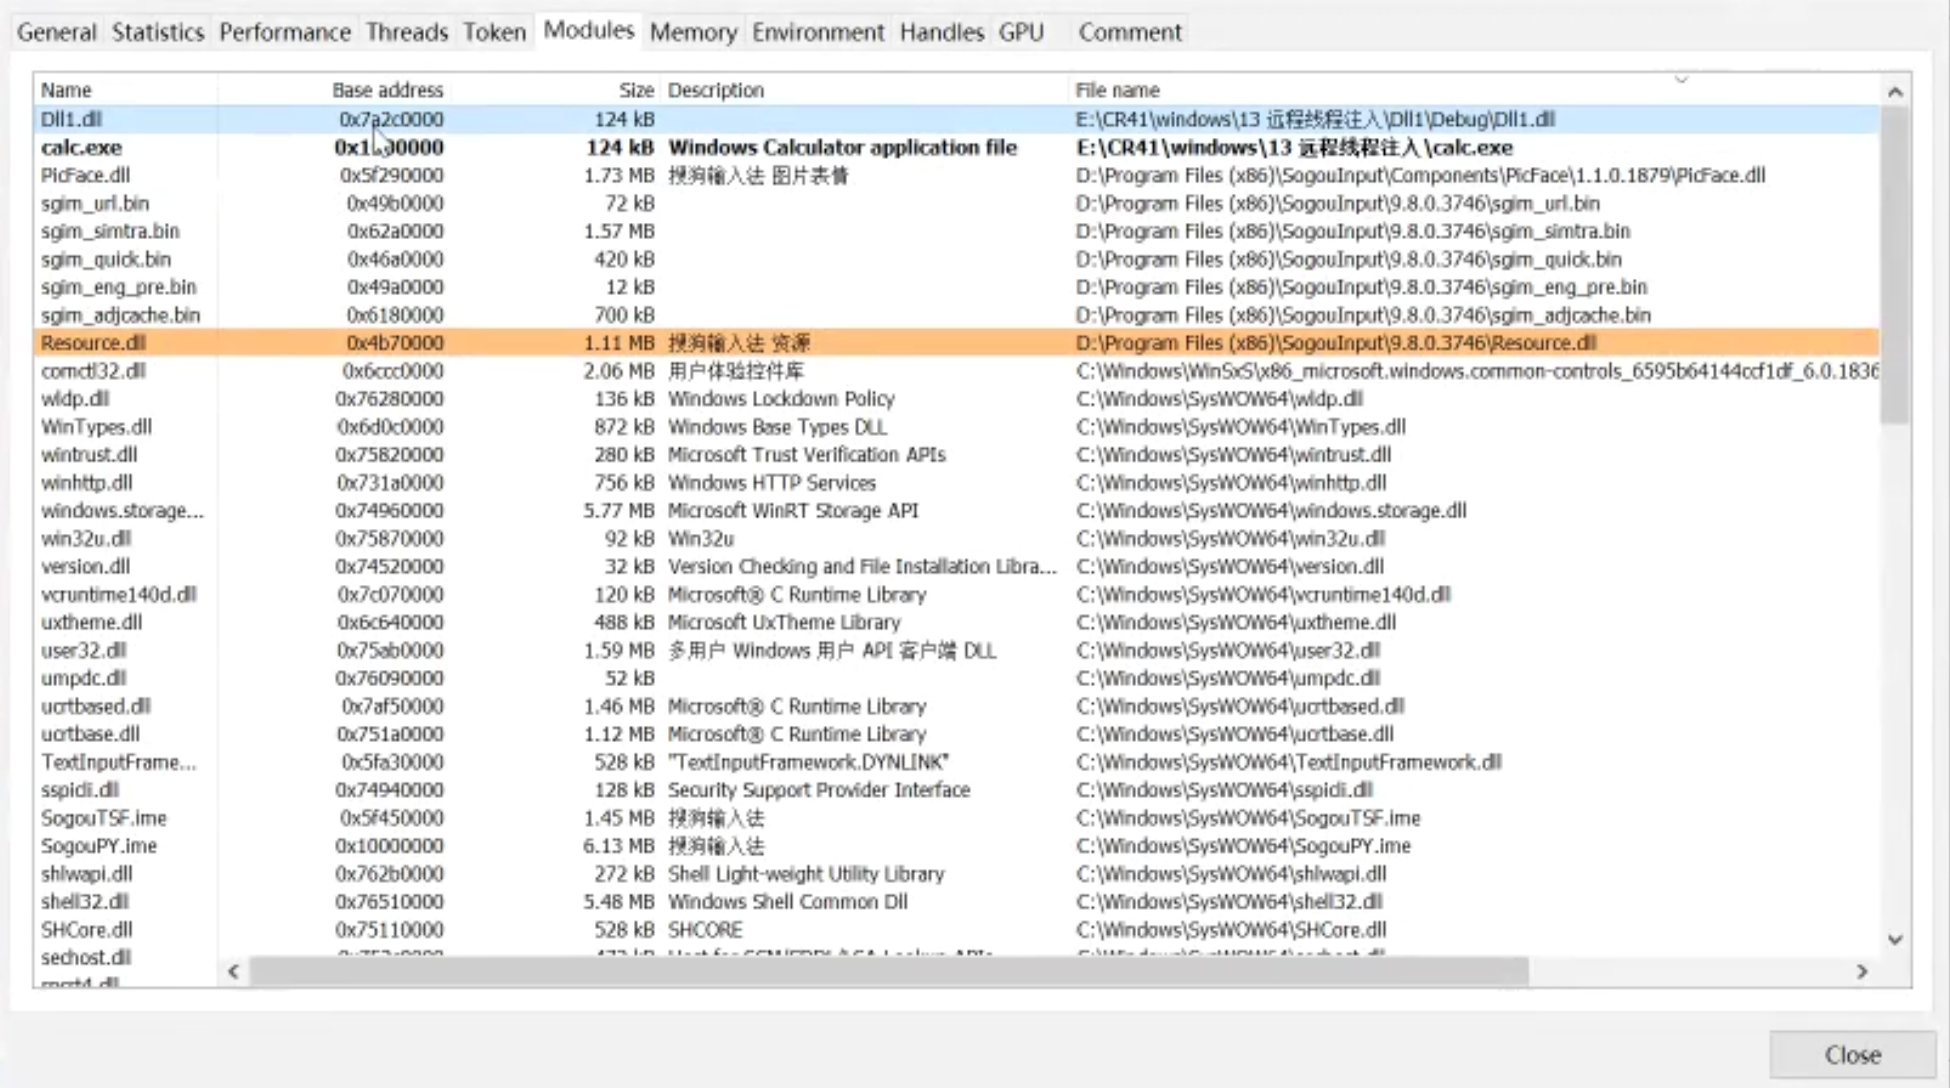 General Statistics Performance Threads Token Modules Memory Environment Handles GPU Comment
Name Base address Size Description File name
Dll1.dll 0x7a2c0000 124 kB E:\CR41\windows\13 远程线程注入\Dll1\Debug\Dll1.dll
calc.exe 124 kB Windows Calculator application file E:\CR41\windows\13 远程线程注入\calc.exe
PicFace.dll 0x5f290000 1.73 MB 搜狗输入法 图片表情 D:\Program Files (x86)\SogouInput\Components\PicFace\1.1.0.1879\PicFace.dll
sgim_url.bin 0x49b0000 72 kB D:\Program Files (x86)\SogouInput\9.8.0.3746\sgim_url.bin
sgim_simtra.bin 0x62a0000 1.57 MB D:\Program Files (x86)\SogouInput\9.8.0.3746\sgim_simtra.bin
sgim_quick.bin 0x46a0000 420 kB D:\Program Files (x86)\SogouInput\9.8.0.3746\sgim_quick.bin
sgim_eng_pre.bin 0x49a0000 12 kB D:\Program Files (x86)\SogouInput\9.8.0.3746\sgim_eng_pre.bin
sgim_adjcache.bin 0x6180000 700 kB D:\Program Files (x86)\SogouInput\9.8.0.3746\sgim_adjcache.bin
Resource.dll 0x4b70000 1.11 MB 搜狗输入法 资源 D:\Program Files (x86)\SogouInput\9.8.0.3746\Resource.dll
comctl32.dll 0x6ccc0000 2.06 MB 用户体验控件库 C:\Windows\WinSxS\x86_microsoft.windows.common-controls_6595b64144ccf1df_6.0.1836
wldp.dll 0x76280000 136 kB Windows Lockdown Policy C:\Windows\SysWOW64\wldp.dll
WinTypes.dll 0x6d0c0000 872 kB Windows Base Types DLL C:\Windows\SysWOW64\WinTypes.dll
wintrust.dll 0x75820000 280 kB Microsoft Trust Verification APIs C:\Windows\SysWOW64\wintrust.dll
winhttp.dll 0x731a0000 756 kB Windows HTTP Services C:\Windows\SysWOW64\winhttp.dll
windows.storage... 0x74960000 5.77 MB Microsoft WinRT Storage API C:\Windows\SysWOW64\windows.storage.dll
win32u.dll 0x75870000 92 kB Win32u C:\Windows\SysWOW64\win32u.dll
version.dll 0x74520000 32 kB Version Checking and File Installation Libra... C:\Windows\SysWOW64\version.dll
vcruntime140d.dll 0x7c070000 120 kB Microsoft® C Runtime Library C:\Windows\SysWOW64\vcruntime140d.dll
uxtheme.dll 0x6c640000 488 kB Microsoft UxTheme Library C:\Windows\SysWOW64\uxtheme.dll
user32.dll 0x75ab0000 1.59 MB 多用户 Windows 用户 API 客户端 DLL C:\Windows\SysWOW64\user32.dll
umpdc.dll 0x76090000 52 kB C:\Windows\SysWOW64\umpdc.dll
ucrtbased.dll 0x7af50000 1.46 MB Microsoft® C Runtime Library C:\Windows\SysWOW64\ucrtbased.dll
ucrtbase.dll 0x751a0000 1.12 MB Microsoft® C Runtime Library C:\Windows\SysWOW64\ucrtbase.dll
TextInputFrame... 0x5fa30000 528 kB "TextInputFramework.DYNLINK" C:\Windows\SysWOW64\TextInputFramework.dll
sspicli.dll 0x74940000 128 kB Security Support Provider Interface C:\Windows\SysWOW64\sspicli.dll
SogouTSF.ime 0x5f450000 1.45 MB 搜狗输入法 C:\Windows\SysWOW64\SogouTSF.ime
SogouPY.ime 0x10000000 6.13 MB 搜狗输入法 C:\Windows\SysWOW64\SogouPY.ime
shlwapi.dll 0x762b0000 272 kB Shell Light-weight Utility Library C:\Windows\SysWOW64\shlwapi.dll
shell32.dll 0x76510000 5.48 MB Windows Shell Common Dll C:\Windows\SysWOW64\shell32.dll
SHCore.dll 0x75110000 528 kB SHCORE C:\Windows\SysWOW64\SHCore.dll
sechost.dll
Close